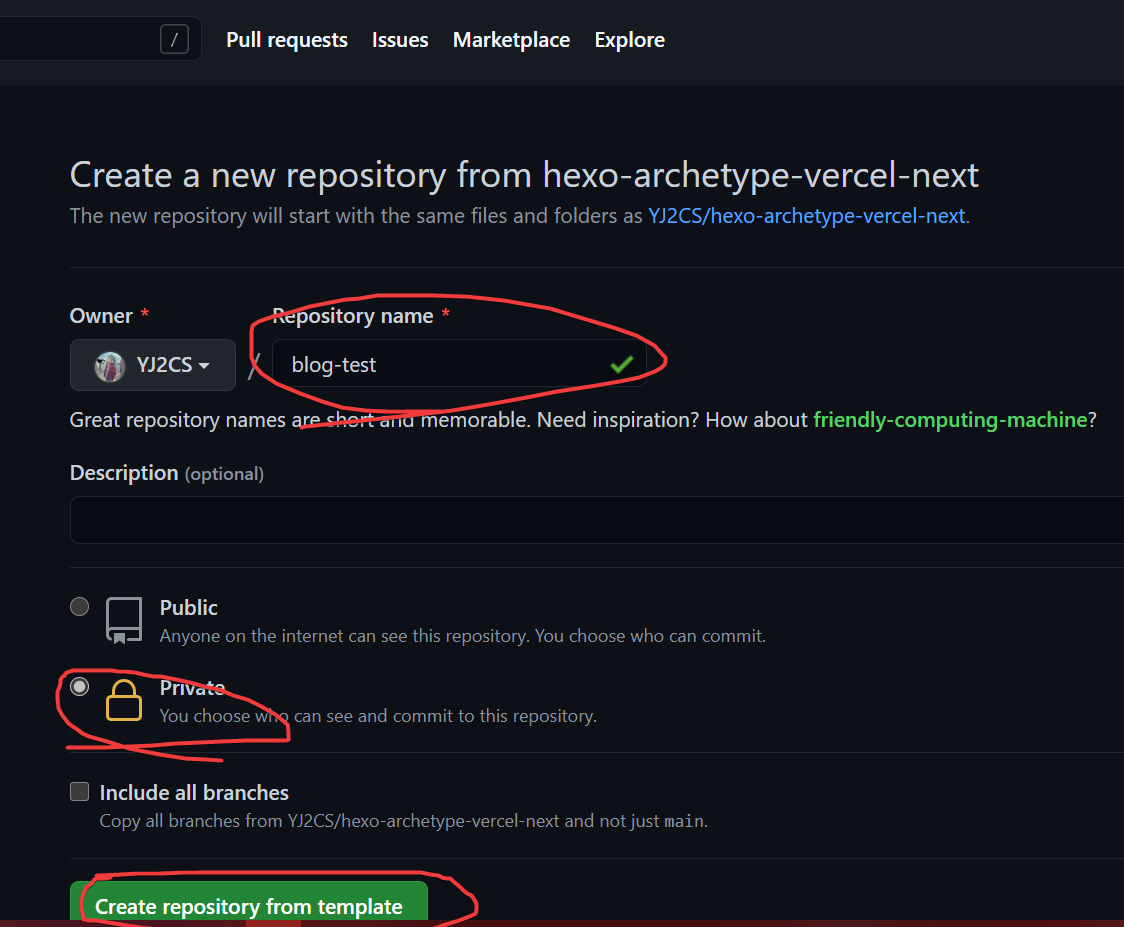 / Pull requests Issues Marketplace Explore
Create a new repository from hexo-archetype-vercel-next
The new repository will start with the same files and folders as YJ2CS/hexo-archetype-vercel-next.
Owner * Repository name *
YJ2CS / blog-test
Great repository names are short and memorable. Need inspiration? How about friendly-computing-machine?
Description (optional)
Public
Anyone on the internet can see this repository. You choose who can commit.
Private
You choose who can see and commit to this repository.
Include all branches
Copy all branches from YJ2CS/hexo-archetype-vercel-next and not just main.
Create repository from template